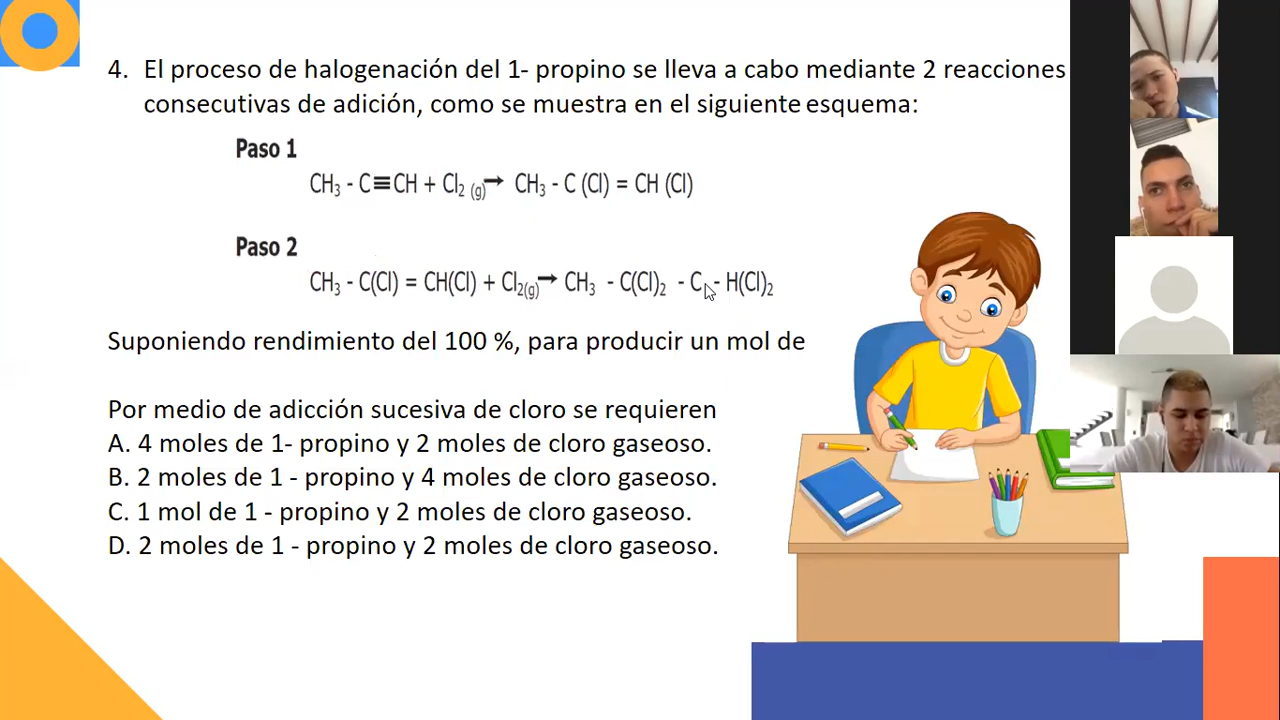 4. El proceso de halogenación del 1- propino se lleva a cabo mediante 2 reacciones
consecutivas de adición, como se muestra en el siguiente esquema:
Paso 1
CH₃ - C≡CH + Cl₂ (g)→ CH₃ - C (Cl) = CH (Cl)
Paso 2
CH₃ - C(Cl) = CH(Cl) + Cl₂(g)→ CH₃ - C(Cl)₂ - C - H(Cl)₂
Suponiendo rendimiento del 100 %, para producir un mol de
Por medio de adicción sucesiva de cloro se requieren
A. 4 moles de 1- propino y 2 moles de cloro gaseoso.
B. 2 moles de 1 - propino y 4 moles de cloro gaseoso.
C. 1 mol de 1 - propino y 2 moles de cloro gaseoso.
D. 2 moles de 1 - propino y 2 moles de cloro gaseoso.